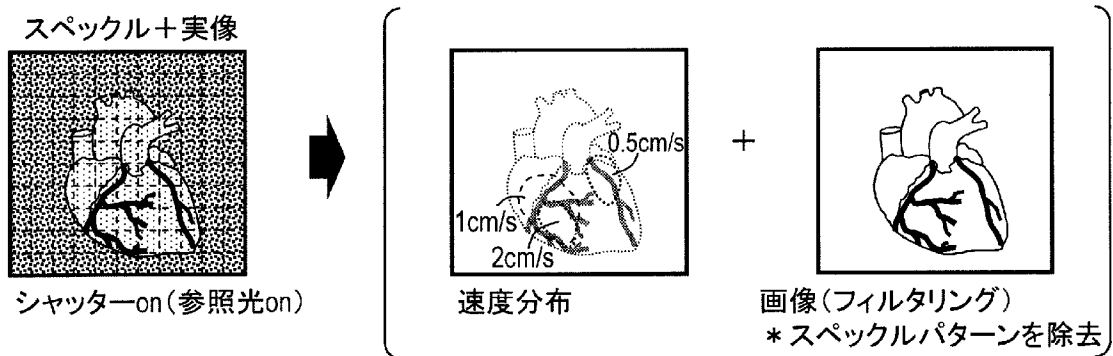 スペックル＋実像
シャッターon(参照光on)
0.5cm/s
1cm/s
2cm/s
速度分布
＋
画像(フィルタリング)
＊スペックルパターンを除去